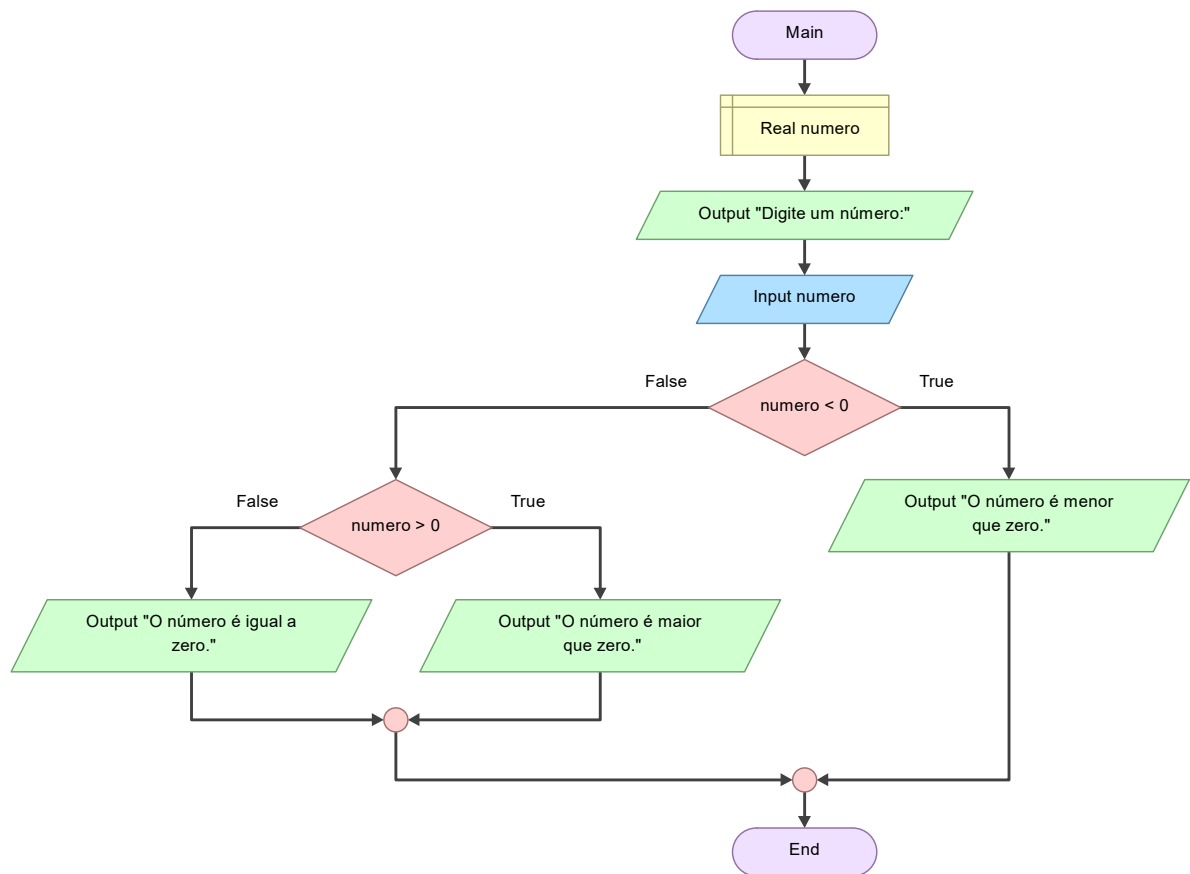 Main
Real numero
Output "Digite um número:"
Input numero
False
True
numero < 0
False
True
numero > 0
Output "O número é menor
que zero."
Output "O número é igual a
zero."
Output "O número é maior
que zero."
End